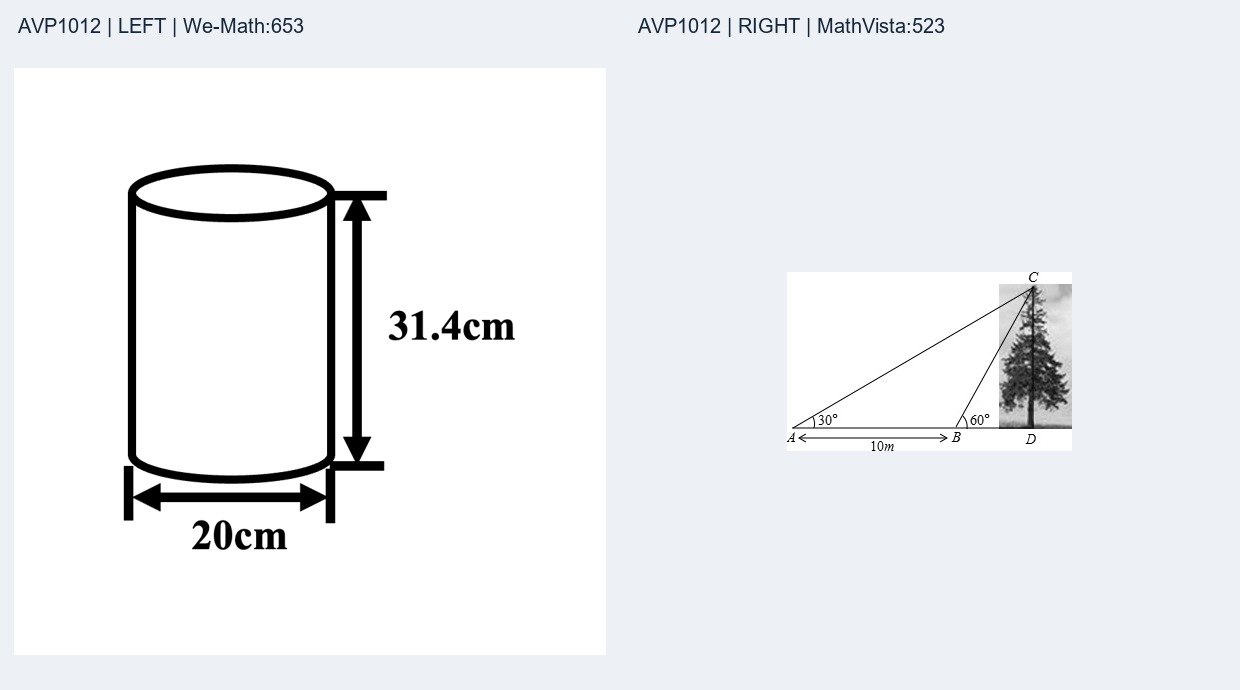 AVP1012 | LEFT | We-Math:653
AVP1012 | RIGHT | MathVista:523
31.4cm
20cm
C
30°
60°
A
B
D
10m